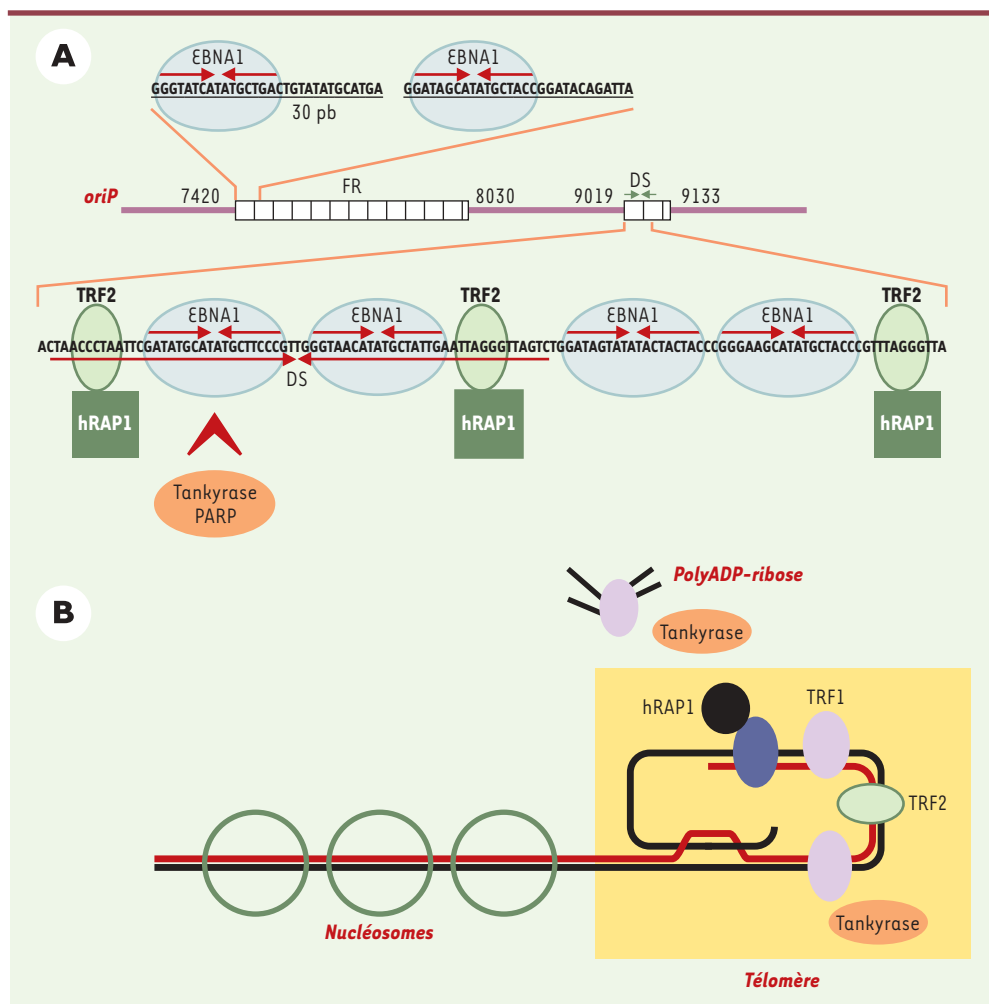 A
EBNA1
GGGTATCATATGCTGACTGTATATGCATGA
30 pb
EBNA1
GGATAGCATATGCTACCGGATACAGATTA
oriP
7420
FR
8030
9019
DS
9133
TRF2
EBNA1
EBNA1
TRF2
EBNA1
EBNA1
TRF2
ACTAACCCTAATTCGATATGCATATGCTTCCCGTTGGGTAACATATGCTATTGAATTAGGGTTAGTCTGGATAGTATATACTACTACCCGGGAAGCATATGCTACCCGTTTAGGGTTA
DS
hRAP1
hRAP1
hRAP1
Tankyrase
PARP
B
PolyADP-ribose
Tankyrase
hRAP1
TRF1
TRF2
Tankyrase
Nucléosomes
Télomère